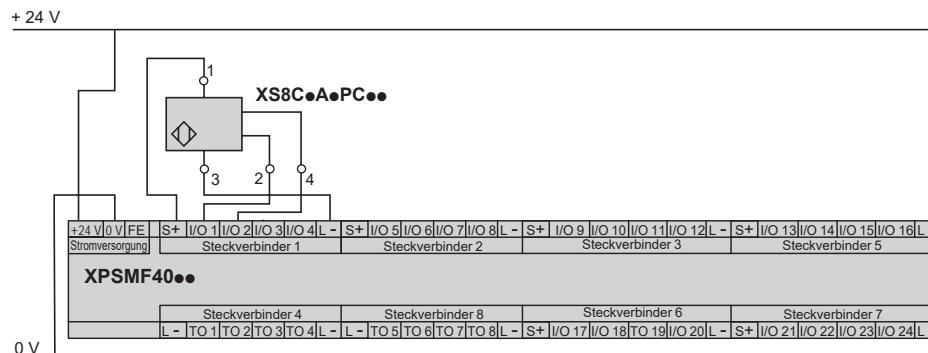 + 24 V
1
XS8C●A●PC●●
3
2
4
+24 V 0 V FE S+ I/O 1 I/O 2 I/O 3 I/O 4 L - S+ I/O 5 I/O 6 I/O 7 I/O 8 L - S+ I/O 9 I/O 10 I/O 11 I/O 12 L - S+ I/O 13 I/O 14 I/O 15 I/O 16 L
Stromversorgung Steckverbinder 1 Steckverbinder 2 Steckverbinder 3 Steckverbinder 5
XPSMF40●●
Steckverbinder 4 Steckverbinder 8 Steckverbinder 6 Steckverbinder 7
L - TO 1 TO 2 TO 3 TO 4 L - L - TO 5 TO 6 TO 7 TO 8 L - S+ I/O 17 I/O 18 TO 19 I/O 20 L - S+ I/O 21 I/O 22 I/O 23 I/O 24 L
0 V